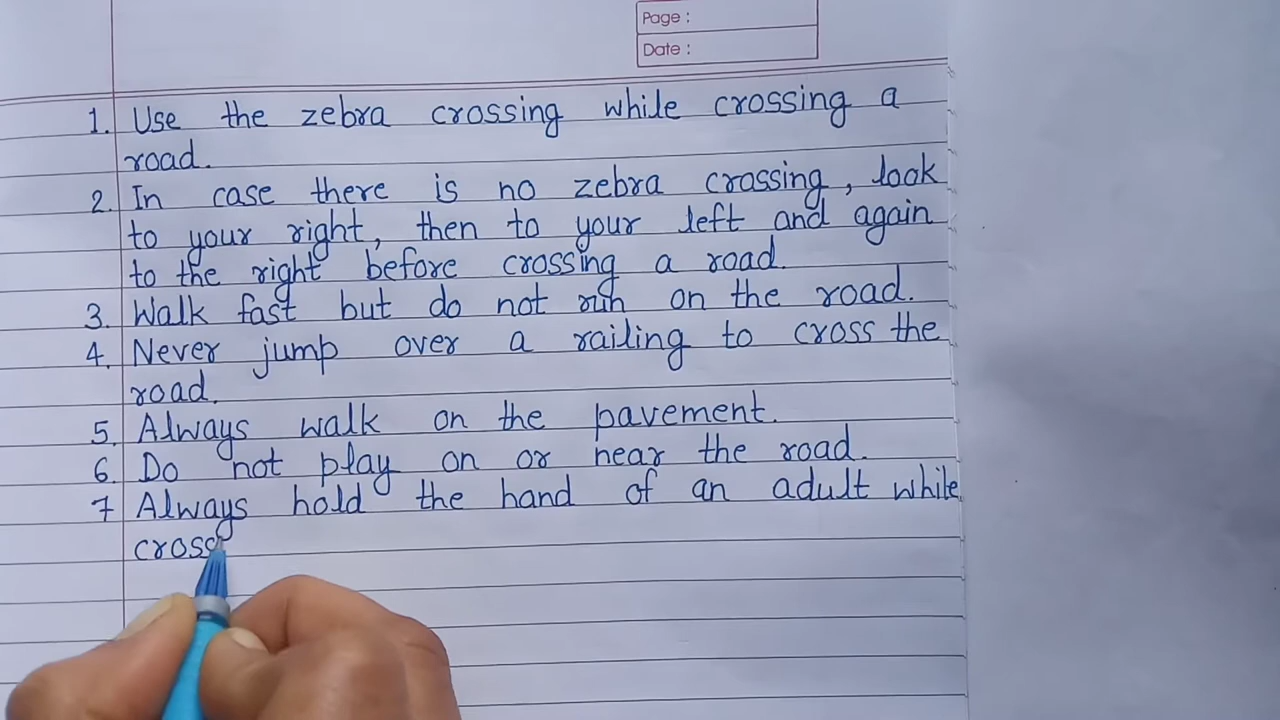 Page :
Date :
1. Use the zebra crossing while crossing a
road.
2. In case there is no zebra crossing, look
to your right, then to your left and again
to the right before crossing a road.
3. Walk fast but do not run on the road.
4. Never jump over a railing to cross the
road.
5. Always walk on the pavement.
6. Do not play on or near the road.
7 Always hold the hand of an adult while